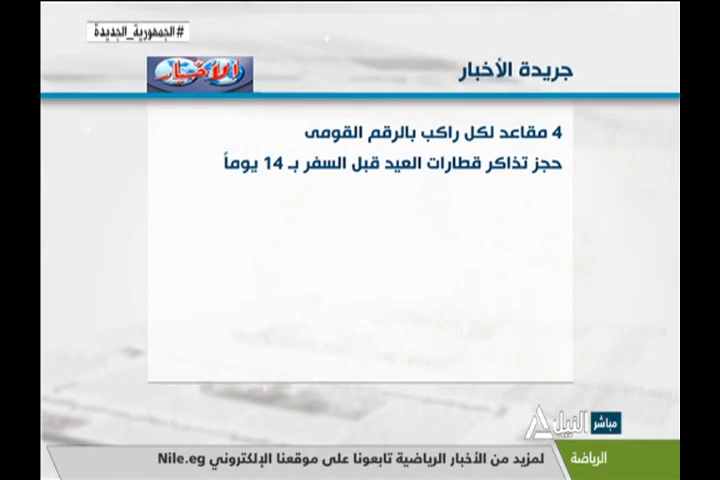 #الجمهورية_الجديدة
جريدة الأخبار
الأخبار
4 مقاعد لكل راكب بالرقم القومى
حجز تذاكر قطارات العيد قبل السفر بـ 14 يوماً
مباشر النيل
الرياضة
لمزيد من الأخبار الرياضية تابعونا على موقعنا الإلكتروني Nile.eg